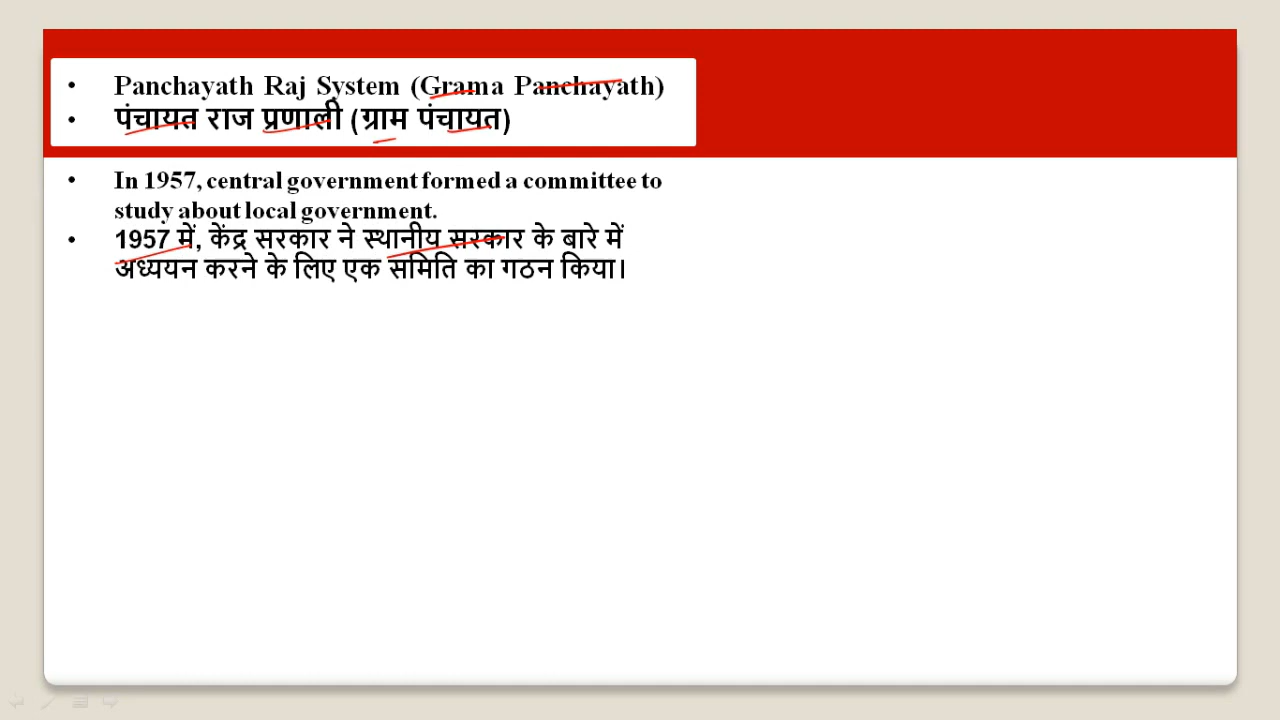 • Panchayath Raj System (Grama Panchayath)
• पंचायत राज प्रणाली (ग्राम पंचायत)
• In 1957, central government formed a committee to
study about local government.
• 1957 में, केंद्र सरकार ने स्थानीय सरकार के बारे में
अध्ययन करने के लिए एक समिति का गठन किया।